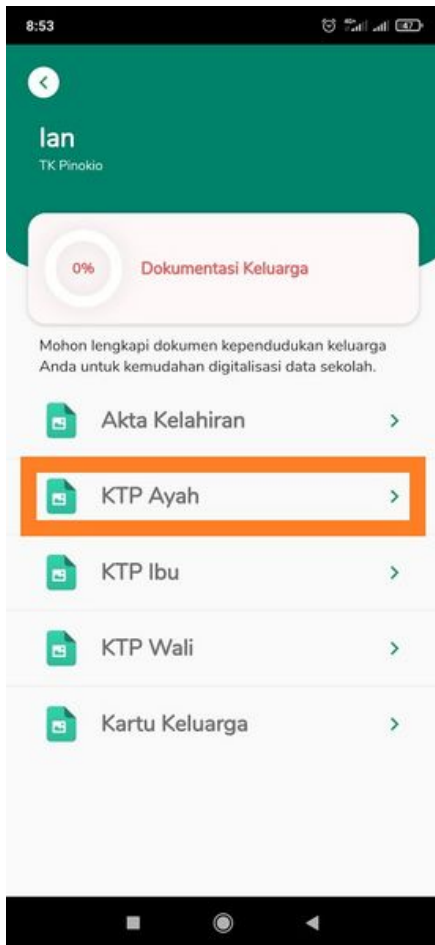 8:53
47
Ian
TK Pinokio
0%
Dokumentasi Keluarga
Mohon lengkapi dokumen kependudukan keluarga
Anda untuk kemudahan digitalisasi data sekolah.
Akta Kelahiran
KTP Ayah
KTP Ibu
KTP Wali
Kartu Keluarga